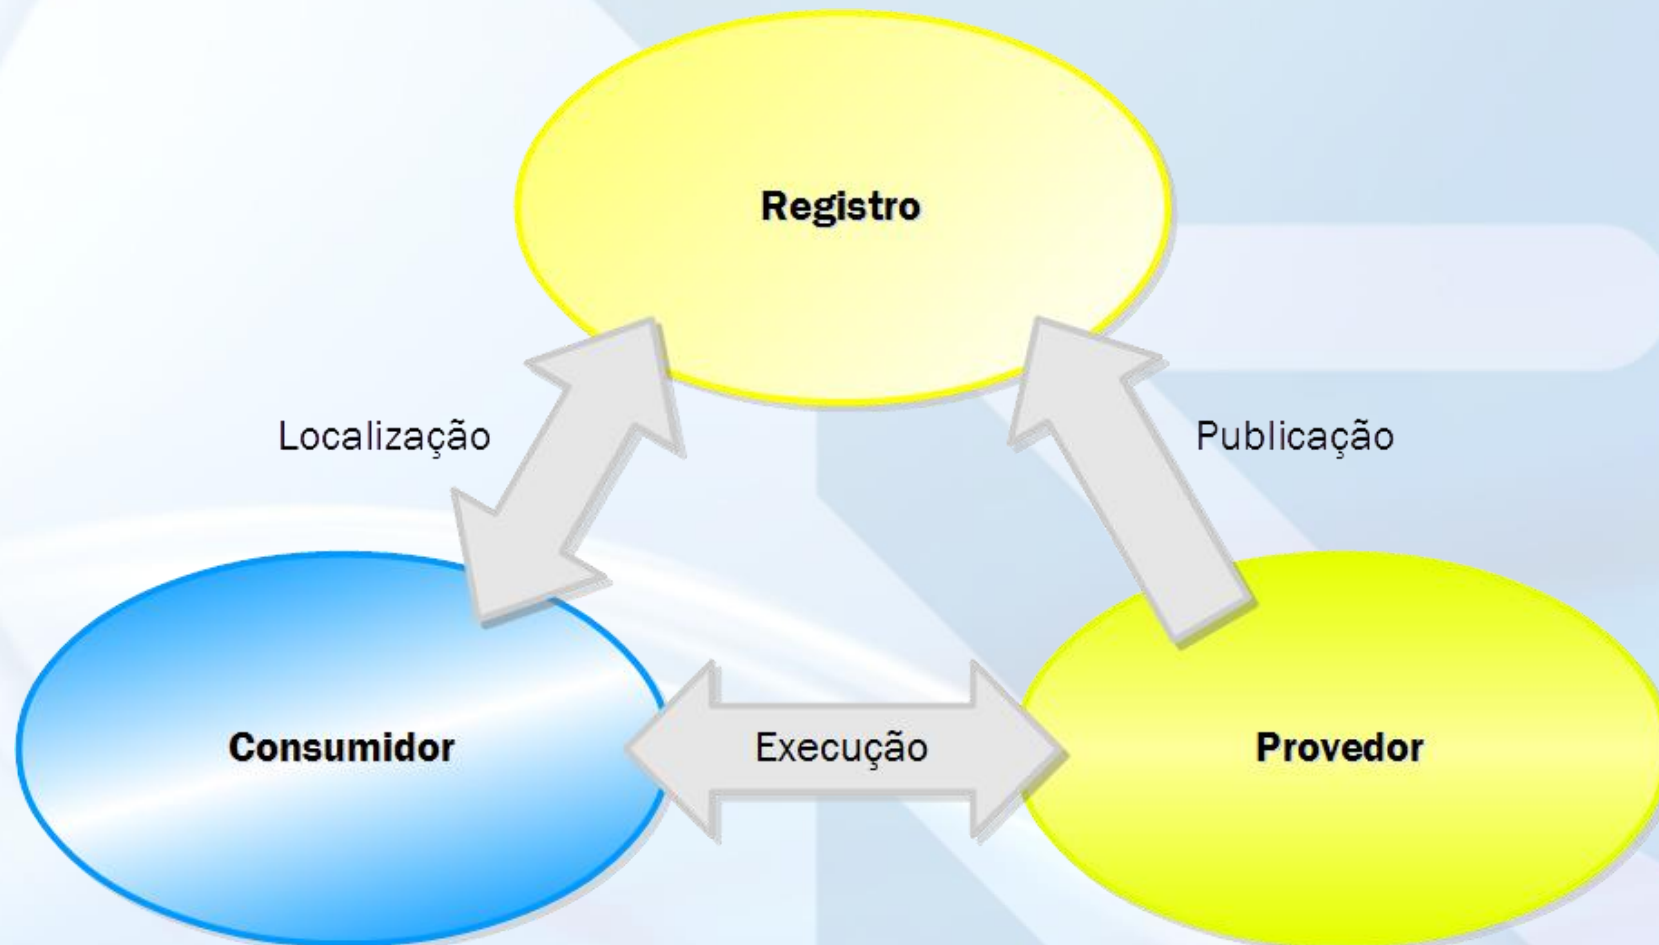 Registro
Localização
Publicação
Consumidor
Execução
Provedor